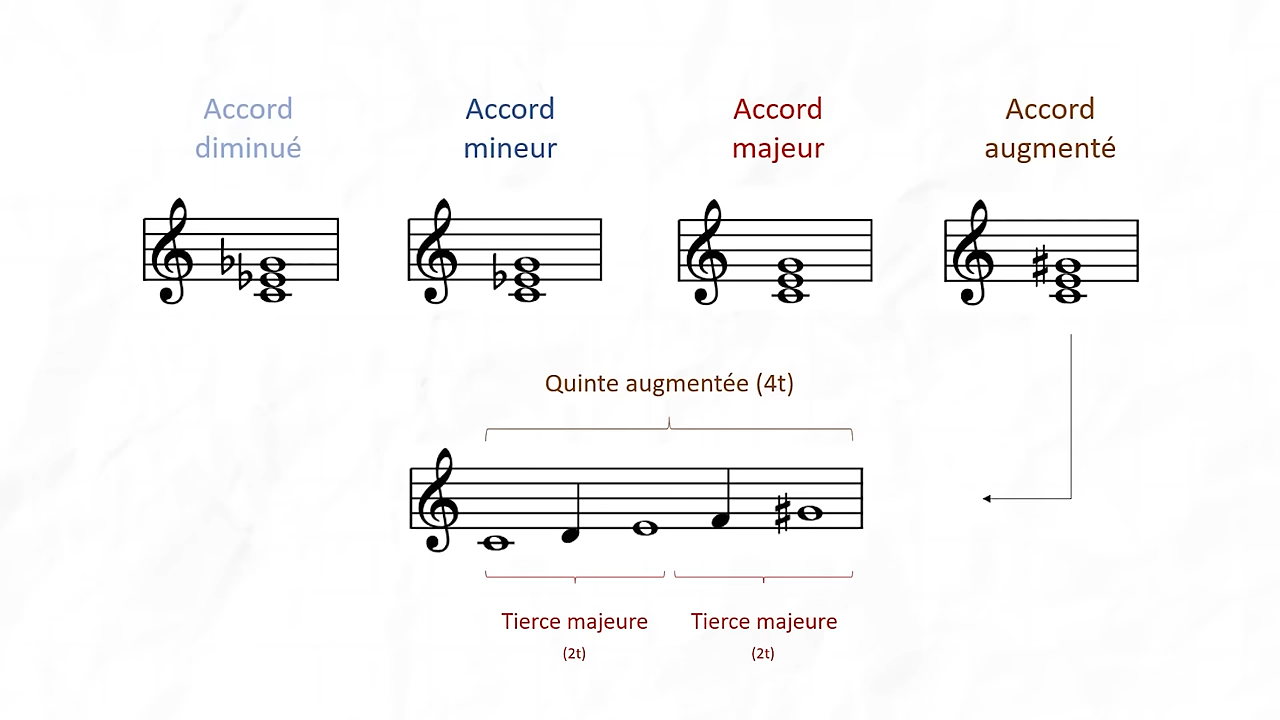 Accord
diminué
Accord
mineur
Accord
majeur
Accord
augmenté
Quinte augmentée (4t)
Tierce majeure
(2t)
Tierce majeure
(2t)